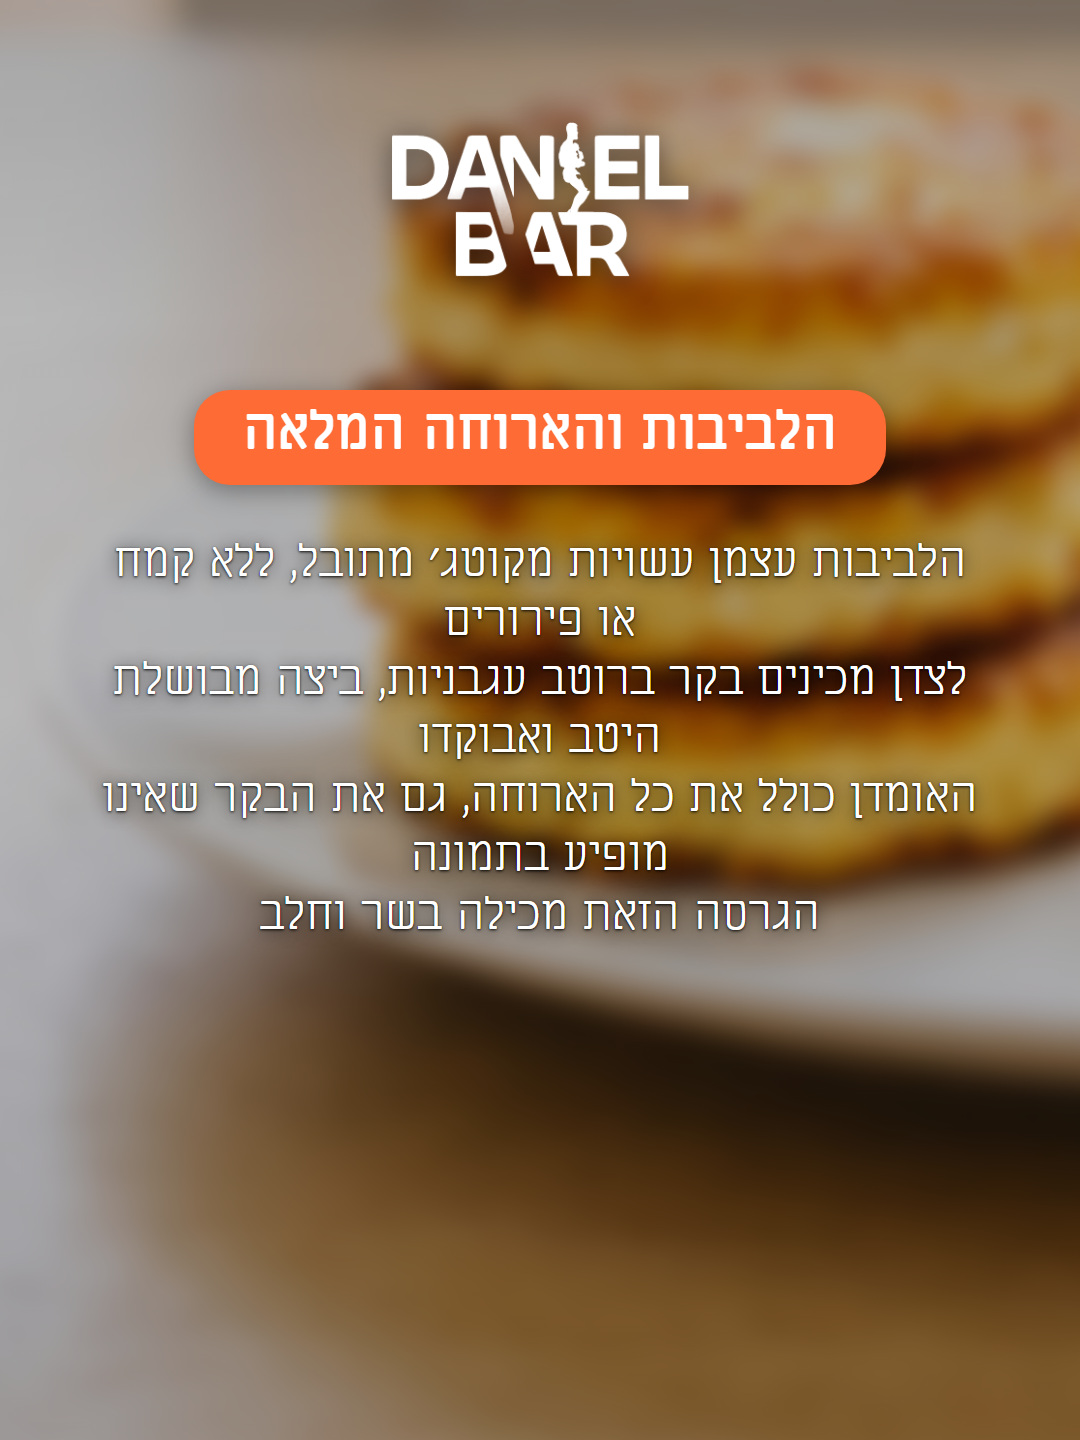 DANIEL
BAR
הלביבות והארוחה המלאה
הלביבות עצמן עשויות מקוטג׳ מתובל, ללא קמח
או פירורים
לצדן מכינים בקר ברוטב עגבניות, ביצה מבושלת
היטב ואבוקדו
האומדן כולל את כל הארוחה, גם את הבקר שאינו
מופיע בתמונה
הגרסה הזאת מכילה בשר וחלב